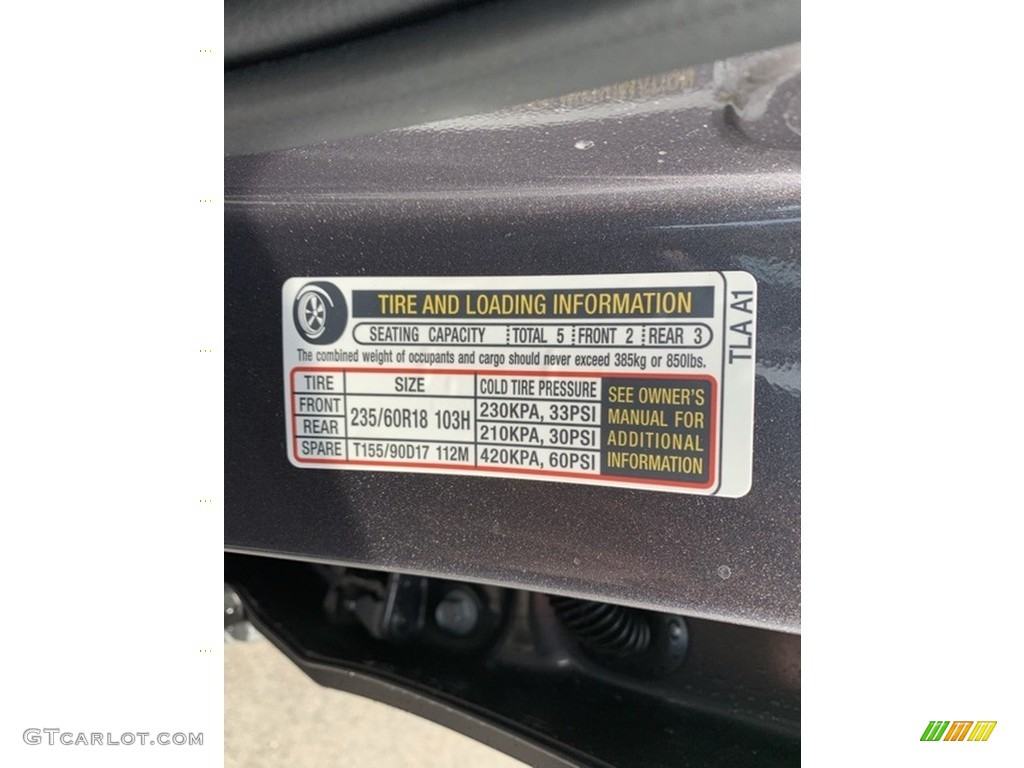 TIRE AND LOADING INFORMATION
SEATING CAPACITY TOTAL 5 FRONT 2 REAR 3
The combined weight of occupants and cargo should never exceed 385kg or 850lbs.
TIRE SIZE COLD TIRE PRESSURE
FRONT 235/60R18 103H 230KPA, 33PSI
REAR 210KPA, 30PSI
SPARE T155/90D17 112M 420KPA, 60PSI
SEE OWNER'S
MANUAL FOR
ADDITIONAL
INFORMATION
TLA A1
GTCARLOT.COM